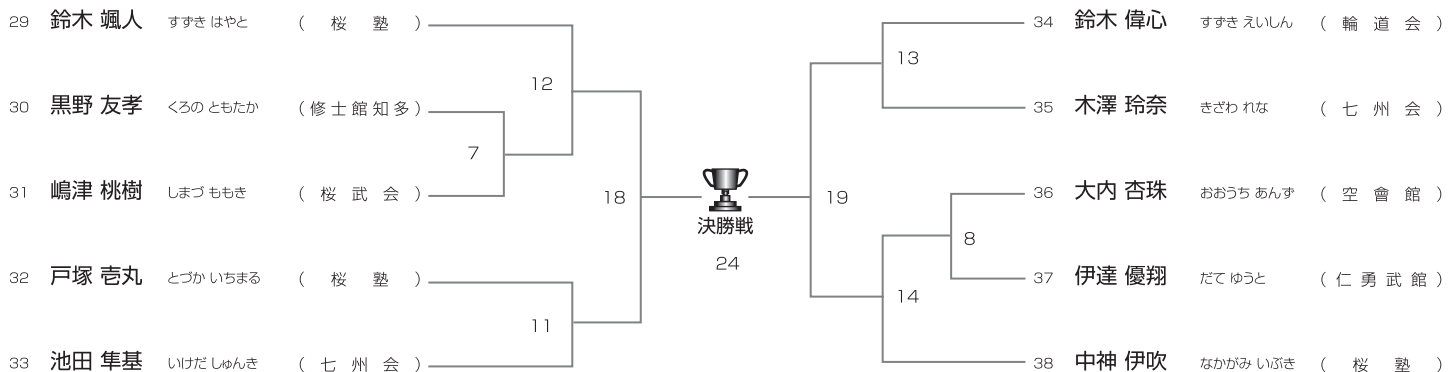 29 鈴木 颯人 すずき はやと （桜塾）
30 黒野 友孝 くろの ともたか （修士館知多）
31 嶋津 桃樹 しまづ ももき （桜武会）
32 戸塚 壱丸 とづか いちまる （桜塾）
33 池田 隼基 いけだ しゅんき （七州会）
12
7
11
18
決勝戦
24
19
13
8
14
34 鈴木 偉心 すずき えいしん （輪道会）
35 木澤 玲奈 きざわ れな （七州会）
36 大内 杏珠 おおうち あんず （空會館）
37 伊達 優翔 だて ゆうと （仁勇武館）
38 中神 伊吹 なかがみ いぶき （桜塾）